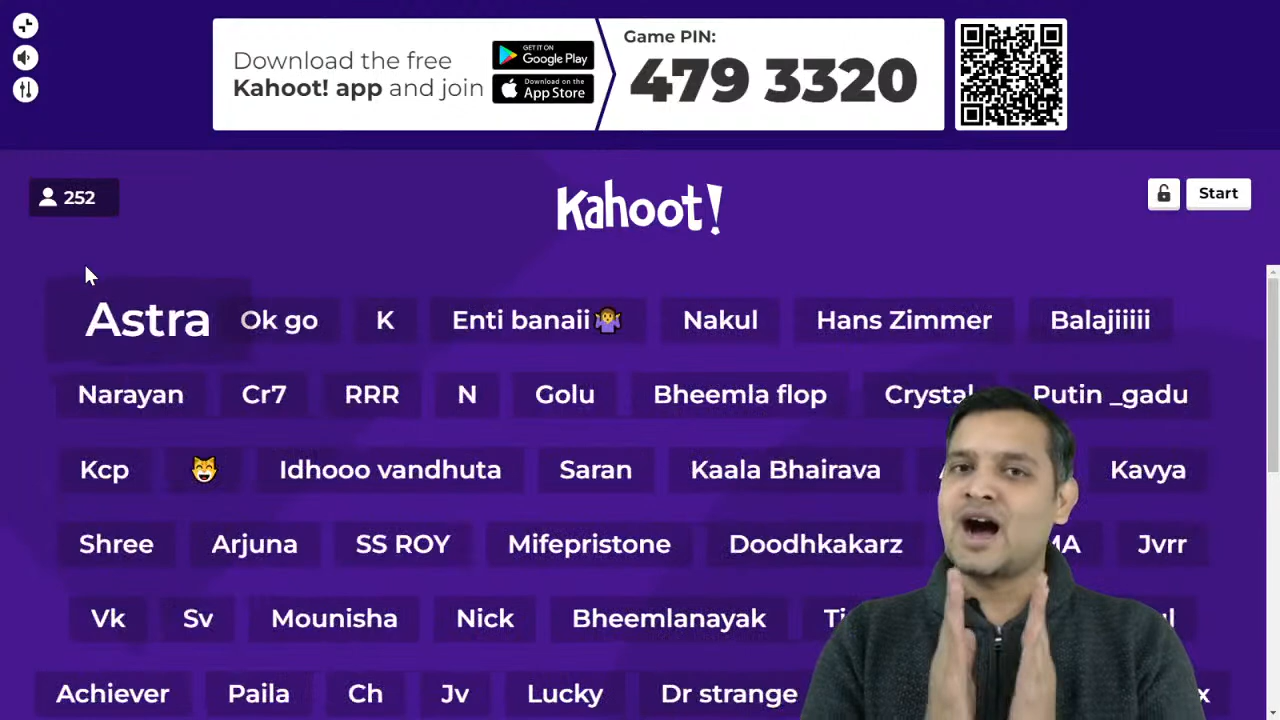 Download the free
Kahoot! app and join
GET IT ON
Google Play
Download on the
App Store
Game PIN:
479 3320
252
Kahoot!
Start
Astra Ok go K Enti banaii🤷‍♀️ Nakul Hans Zimmer Balajiiiii
Narayan Cr7 RRR N Golu Bheemla flop Crystal Putin _gadu
Kcp 😸 Idhooo vandhuta Saran Kaala Bhairava Kavya
Shree Arjuna SS ROY Mifepristone Doodhkakarz Jvrr
Vk Sv Mounisha Nick Bheemlanayak
Achiever Paila Ch Jv Lucky Dr strange